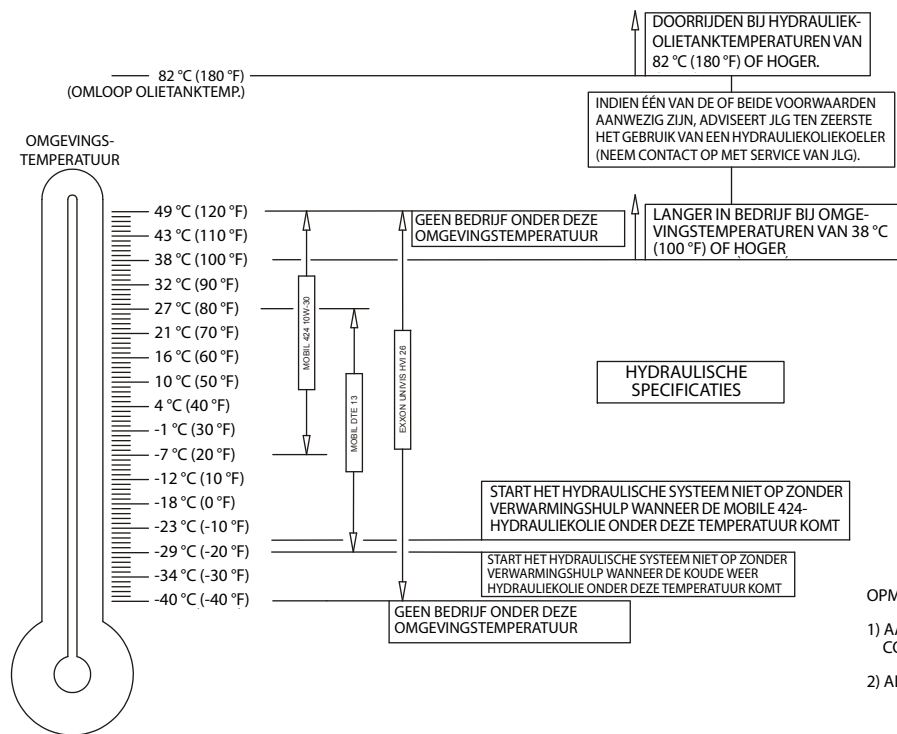 DOORRIJDEN BIJ HYDRAULIEK-
OLIETANKTEMPERATUREN VAN
82 °C (180 °F) OF HOGER.
82 °C (180 °F)
(OMLOOP OLIETANKTEMP.)
INDIEN ÉÉN VAN DE OF BEIDE VOORWAARDEN
AANWEZIG ZIJN, ADVISEERT JLG TEN ZEERSTE
HET GEBRUIK VAN EEN HYDRAULIEKOLIEKOELER
(NEEM CONTACT OP MET SERVICE VAN JLG).
OMGEVINGS-
TEMPERATUUR
49 °C (120 °F)
43 °C (110 °F)
38 °C (100 °F)
32 °C (90 °F)
27 °C (80 °F)
21 °C (70 °F)
16 °C (60 °F)
10 °C (50 °F)
4 °C (40 °F)
-1 °C (30 °F)
-7 °C (20 °F)
-12 °C (10 °F)
-18 °C (0 °F)
-23 °C (-10 °F)
-29 °C (-20 °F)
-34 °C (-30 °F)
-40 °C (-40 °F)
MOBIL 424 10W-30
MOBIL DTE 13
EXXON UNIVIS HVI 26
GEEN BEDRIJF ONDER DEZE
OMGEVINGSTEMPERATUUR
LANGER IN BEDRIJF BIJ OMGE-
VINGSTEMPERATUREN VAN 38 °C
(100 °F) OF HOGER
HYDRAULISCHE
SPECIFICATIES
START HET HYDRAULISCHE SYSTEEM NIET OP ZONDER
VERWARMINGSHULP WANNEER DE MOBILE 424-
HYDRAULIEKOLIE ONDER DEZE TEMPERATUUR KOMT
START HET HYDRAULISCHE SYSTEEM NIET OP ZONDER
VERWARMINGSHULP WANNEER DE KOUDE WEER
HYDRAULIEKOLIE ONDER DEZE TEMPERATUUR KOMT
GEEN BEDRIJF ONDER DEZE
OMGEVINGSTEMPERATUUR
OPM
1) AA
CO
2) AL